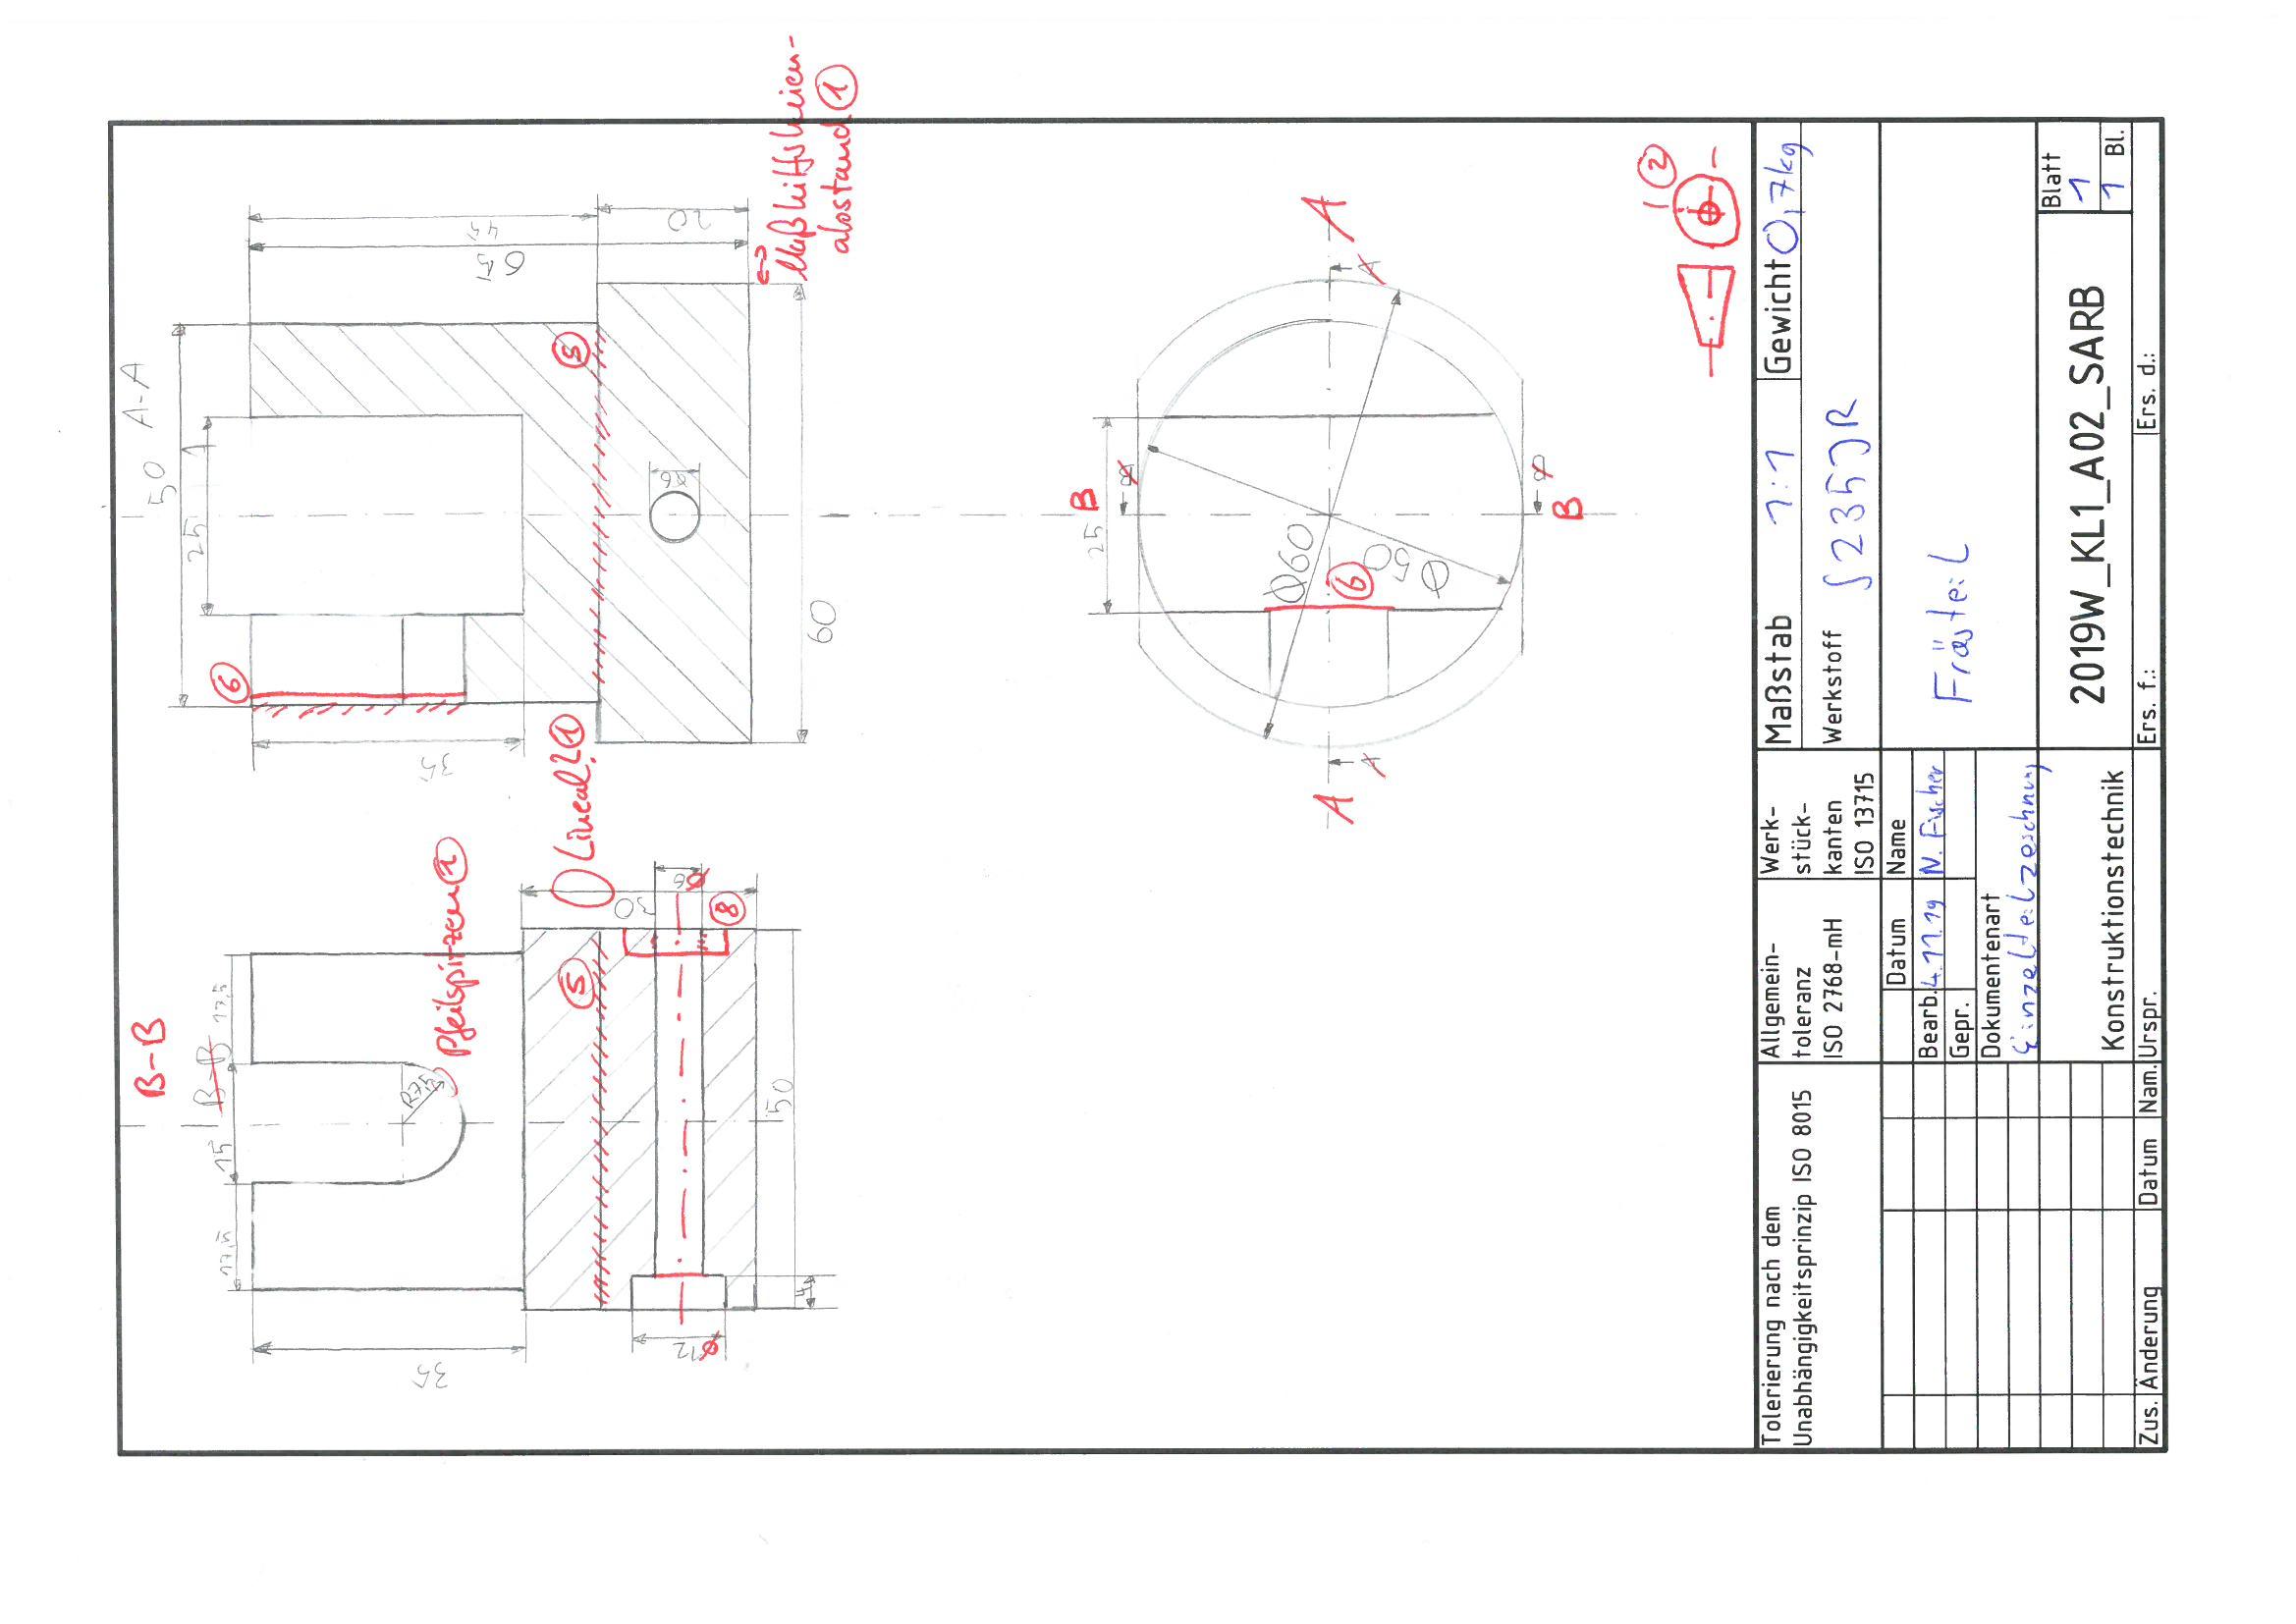 B-B
B-B
17,5
15
17,5
R7,5
Pfeilspitzen 1
35
5
30
6 Ø
8
50
4
12 Ø
Lineal? 1
A-A
50
25
6
35
5
45
65
20
Ø6
60
⇔ Maßhilfslinien-
abstand 1
A
A
B
B
25
Ø60
Ø50
6
B
B
A
A
1 2
Tolerierung nach dem
Unabhängigkeitsprinzip ISO 8015
Allgemein-
toleranz
ISO 2768-mH
Werk-
stück-
kanten
ISO 13715
Maßstab 1:1
Gewicht 0,7kg
Werkstoff S235JR
Datum
Name
Bearb. 4.11.19 N. Fischer
Gepr.
Frästeil
Dokumentenart
Einzelteilzeichnung
Konstruktionstechnik
2019W_KL1_A02_SARB
Blatt
1
1 Bl.
Zus. Änderung
Datum
Nam.
Urspr.
Ers. f.:
Ers. d.: